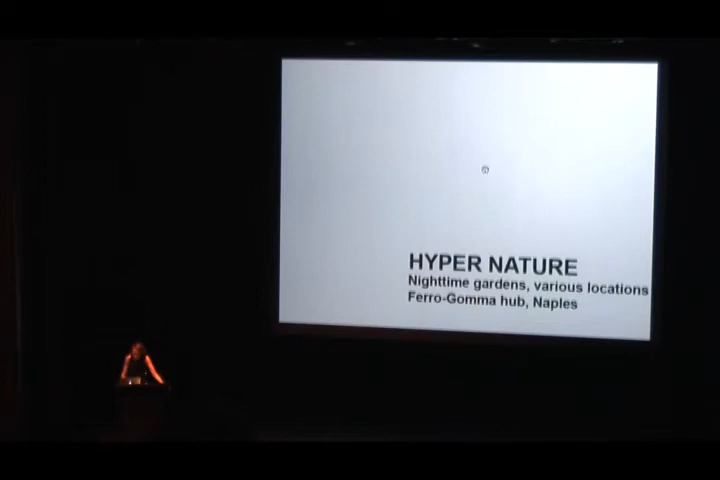 HYPER NATURE
Nighttime gardens, various locations
Ferro-Gomma hub, Naples